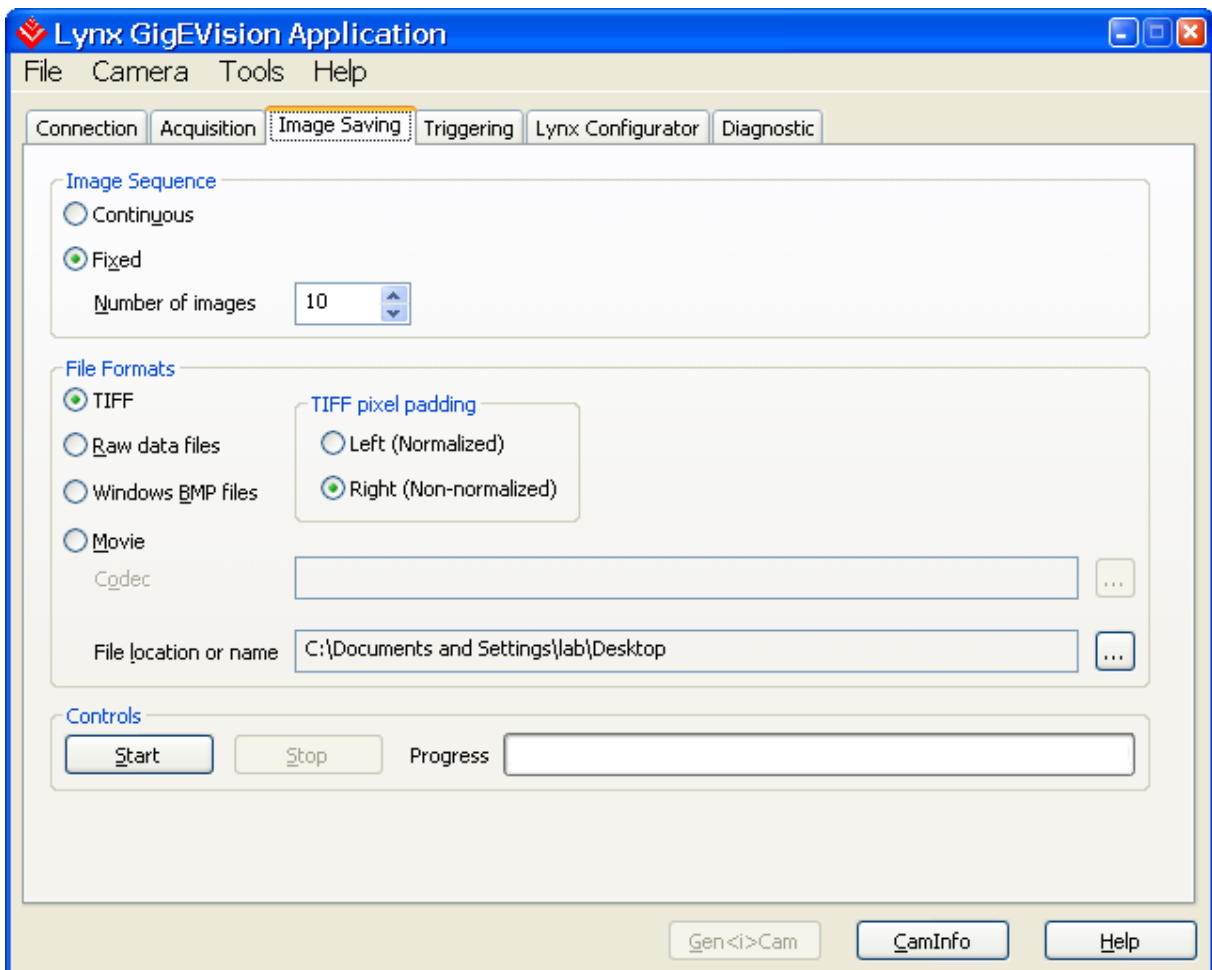 Lynx GigEVision Application
File Camera Tools Help
Connection Acquisition Image Saving Triggering Lynx Configurator Diagnostic
Image Sequence
Continuous
Fixed
Number of images 10
File Formats
TIFF
TIFF pixel padding
Left (Normalized)
Raw data files
Right (Non-normalized)
Windows BMP files
Movie
Codec ...
File location or name C:\Documents and Settings\lab\Desktop ...
Controls
Start Stop Progress
Gen<i>Cam CamInfo Help